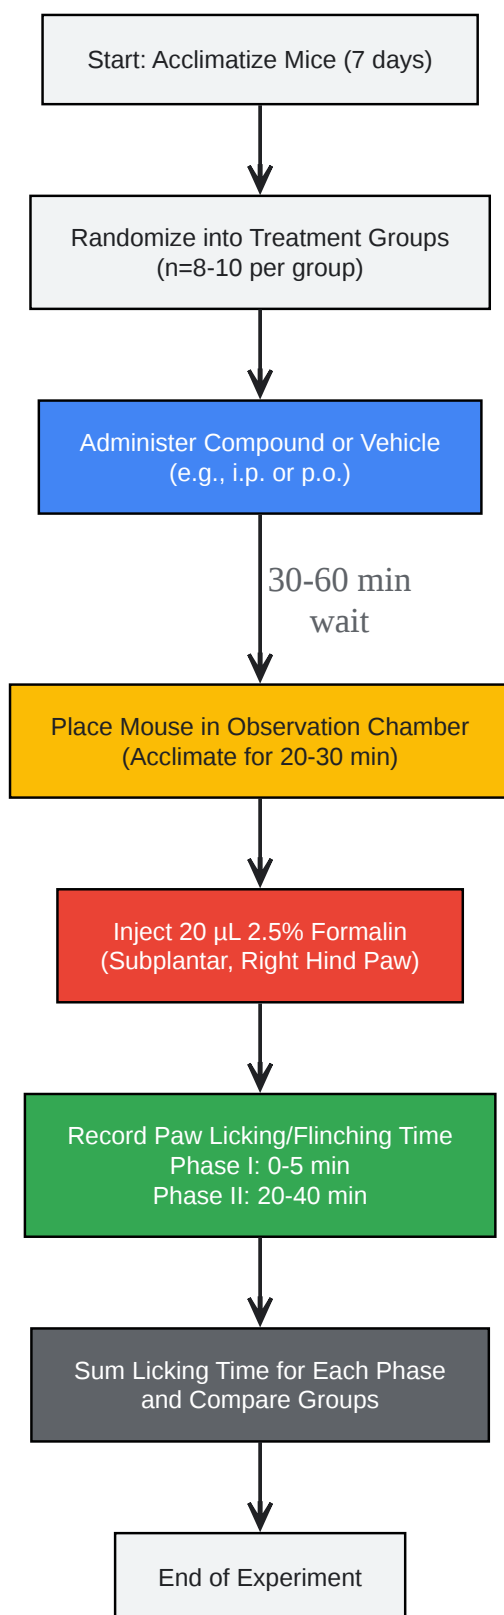 Start: Acclimatize Mice (7 days)
Randomize into Treatment Groups
(n=8-10 per group)
Administer Compound or Vehicle
(e.g., i.p. or p.o.)
30-60 min
wait
Place Mouse in Observation Chamber
(Acclimate for 20-30 min)
Inject 20 µL 2.5% Formalin
(Subplantar, Right Hind Paw)
Record Paw Licking/Flinching Time
Phase I: 0-5 min
Phase II: 20-40 min
Sum Licking Time for Each Phase
and Compare Groups
End of Experiment